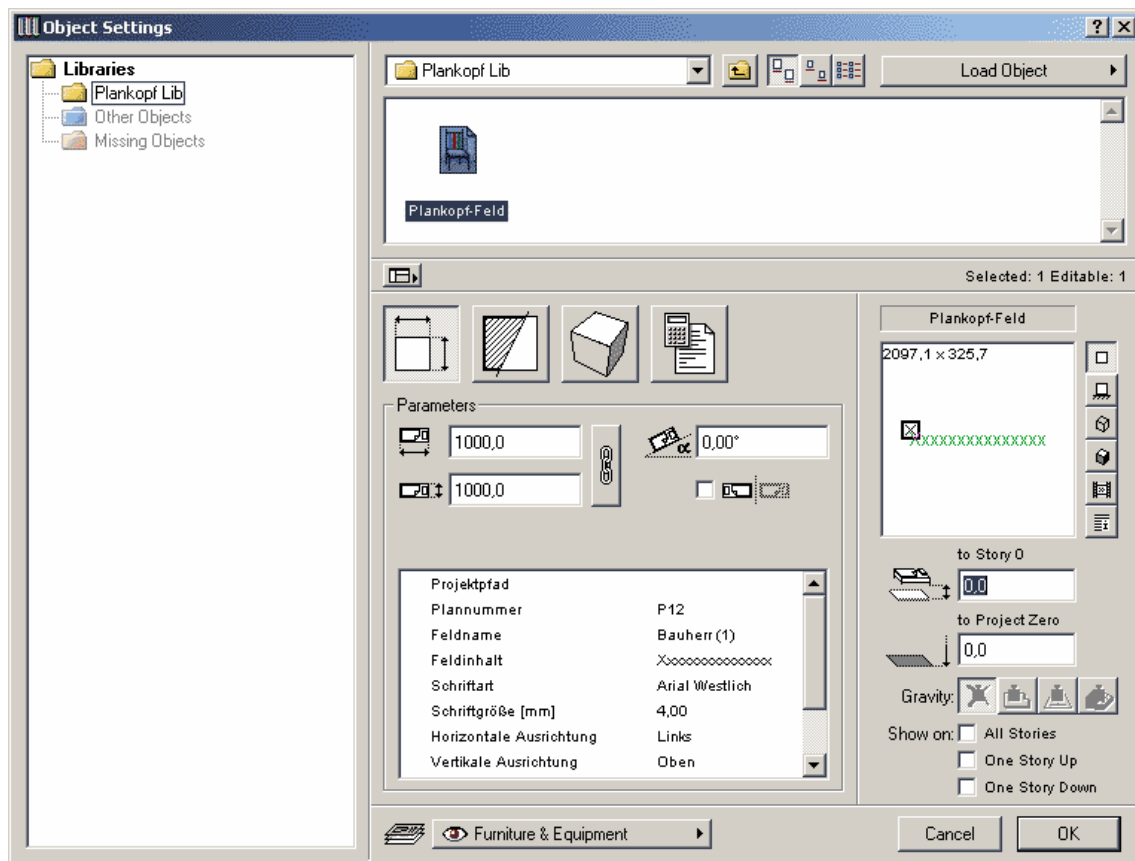 Object Settings
Libraries
Plankopf Lib
Other Objects
Missing Objects
Plankopf Lib
Load Object
Plankopf-Feld
Selected: 1 Editable: 1
Plankopf-Feld
2097,1 x 325,7
Xxxxxxxxxxxxxxx
Parameters
1000,0
0,00°
1000,0
Projektpfad
Plannummer P12
Feldname Bauherr (1)
Feldinhalt Xxxxxxxxxxxxxxx
Schriftart Arial Westlich
Schriftgröße [mm] 4,00
Horizontale Ausrichtung Links
Vertikale Ausrichtung Oben
to Story 0
0,0
to Project Zero
0,0
Gravity:
Show on: All Stories
One Story Up
One Story Down
Furniture & Equipment
Cancel
OK